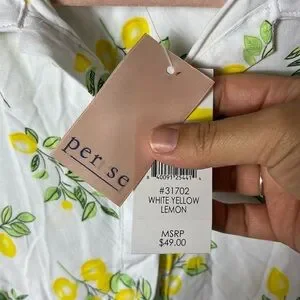 per se
#31702
WHITE YELLOW
LEMON
MSRP
$49.00